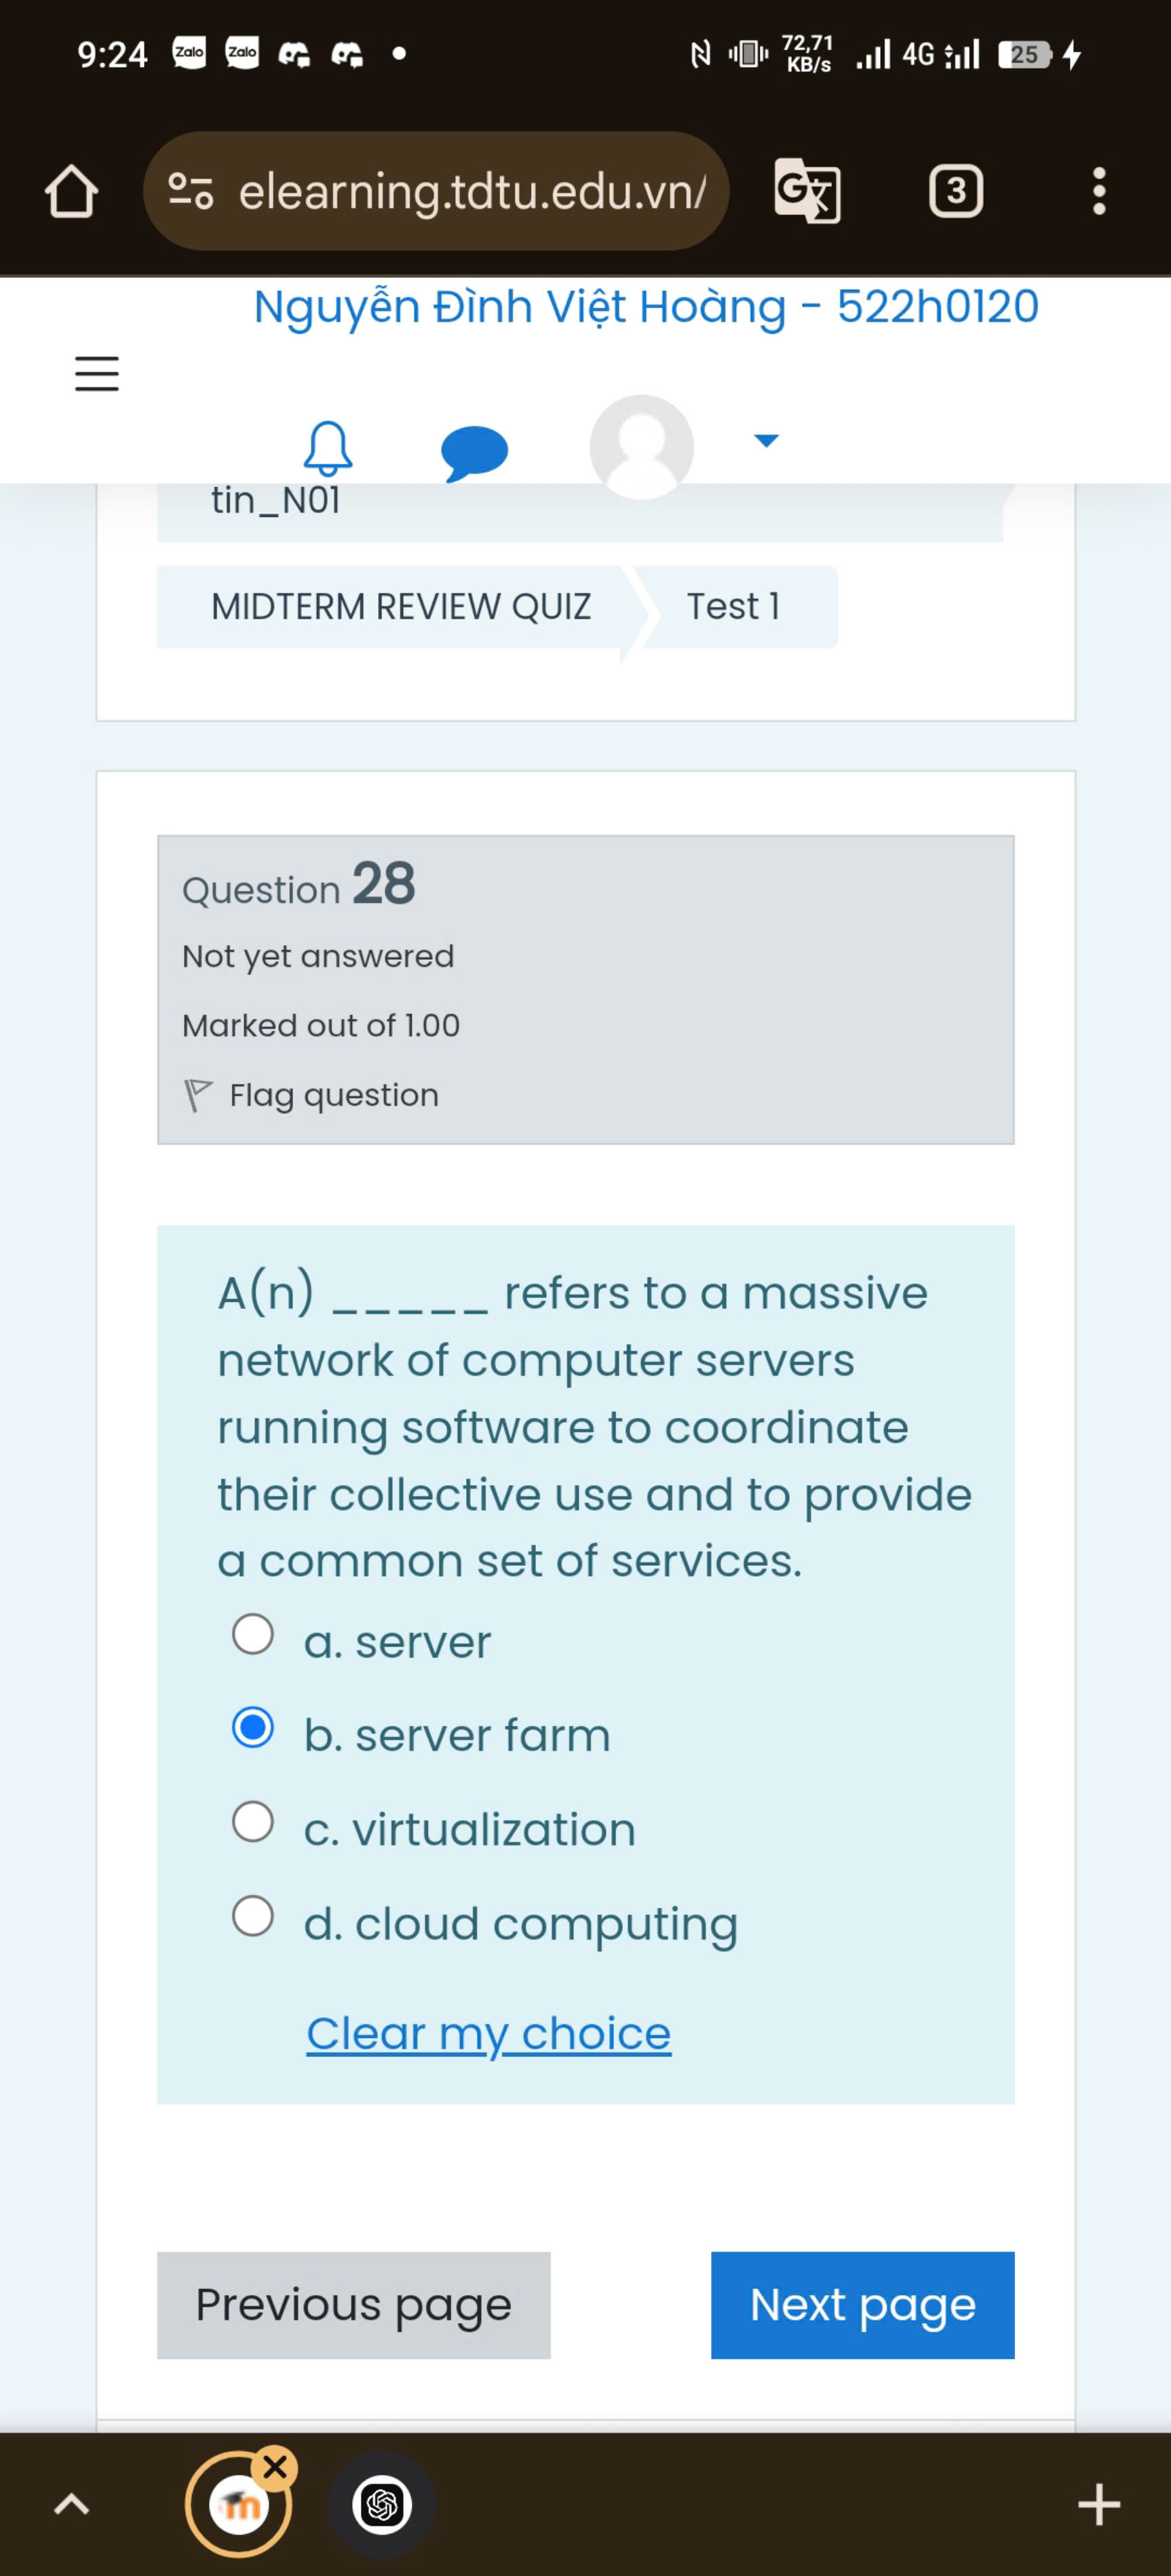 9:24 Zalo Zalo 72,71 KB/s 4G 25
elearning.tdtu.edu.vn/ G文 3
Nguyễn Đình Việt Hoàng - 522h0120
tin_N01
MIDTERM REVIEW QUIZ Test 1
Question 28
Not yet answered
Marked out of 1.00
Flag question
A(n) _____ refers to a massive
network of computer servers
running software to coordinate
their collective use and to provide
a common set of services.
a. server
b. server farm
c. virtualization
d. cloud computing
Clear my choice
Previous page Next page
m